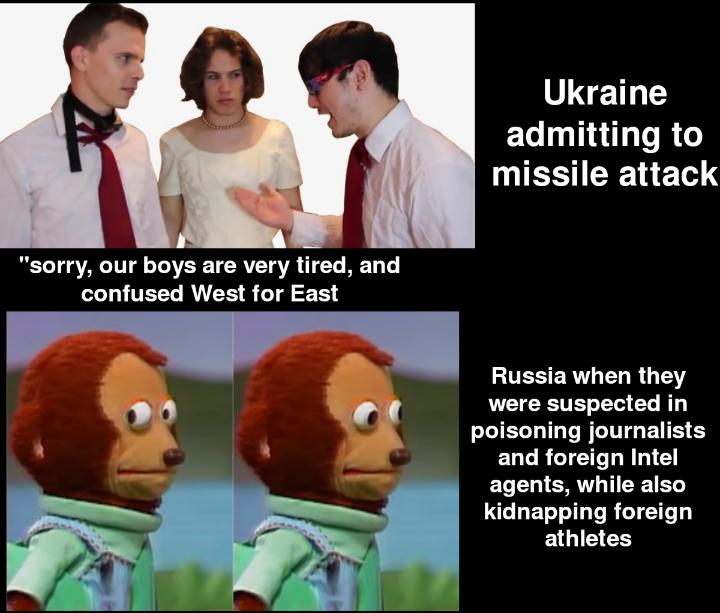 Ukraine
admitting to
missile attack
"sorry, our boys are very tired, and
confused West for East
Russia when they
were suspected in
poisoning journalists
and foreign Intel
agents, while also
kidnapping foreign
athletes